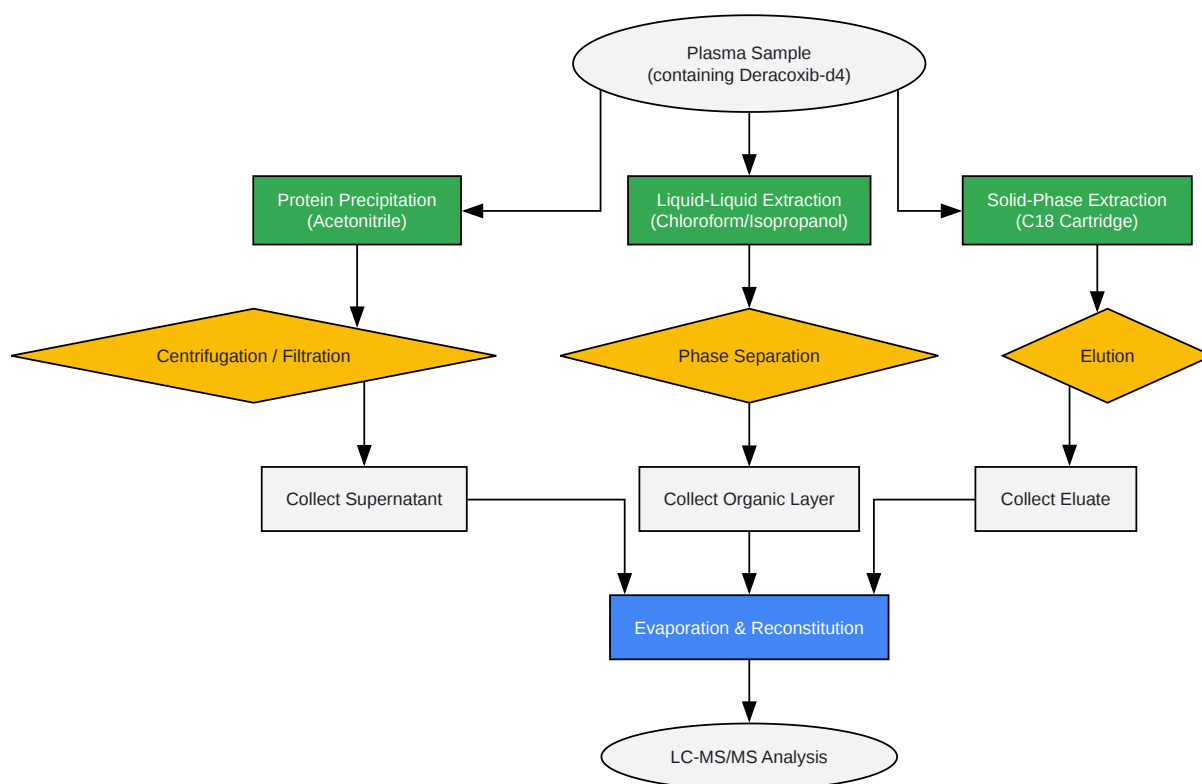 Plasma Sample
(containing Deracoxib-d4)
Protein Precipitation
(Acetonitrile)
Liquid-Liquid Extraction
(Chloroform/Isopropanol)
Solid-Phase Extraction
(C18 Cartridge)
Centrifugation / Filtration
Phase Separation
Elution
Collect Supernatant
Collect Organic Layer
Collect Eluate
Evaporation & Reconstitution
LC-MS/MS Analysis